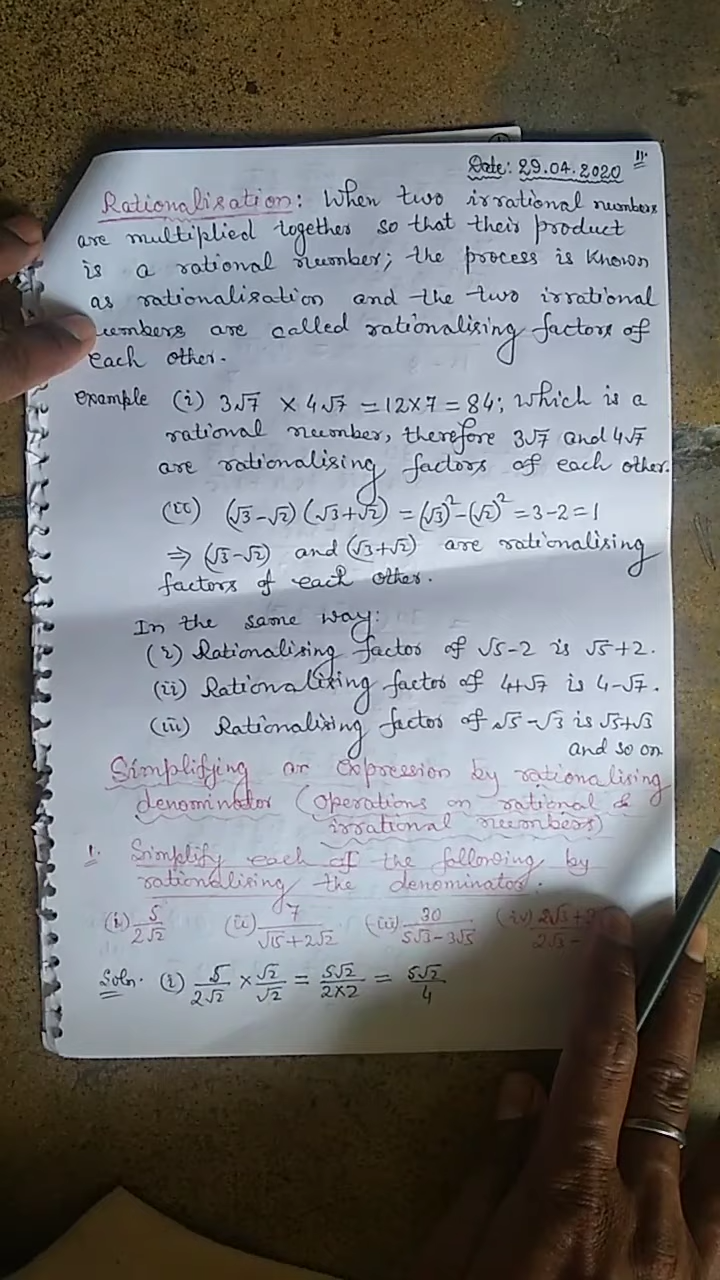 Date: 29.04.2020
Rationalisation: When two irrational numbers
are multiplied together so that their product
is a rational number; the process is known
as rationalisation and the two irrational
numbers are called rationalising factors of
each other.
Example (i) 3√7 × 4√7 = 12×7 = 84; which is a
rational number, therefore 3√7 and 4√7
are rationalising factors of each other.
(ii) (√3-√2)(√3+√2) = (√3)²-(√2)² = 3-2 = 1
⇒ (√3-√2) and (√3+√2) are rationalising
factors of each other.
In the same way:
(i) Rationalising factor of √5-2 is √5+2.
(ii) Rationalising factor of 4+√7 is 4-√7.
(iii) Rationalising factor of √5-√3 is √5+√3
and so on
Simplifying an expression by rationalising
denominator (operations on rational &
irrational numbers)
1. Simplify each of the following by
rationalising the denominator.
(i) 5/2√2 (ii) 7/√15+2√2 (iii) 30/5√3-3√5 (iv)
Soln. (i) 5/2√2 × √2/√2 = 5√2/2×2 = 5√2/4